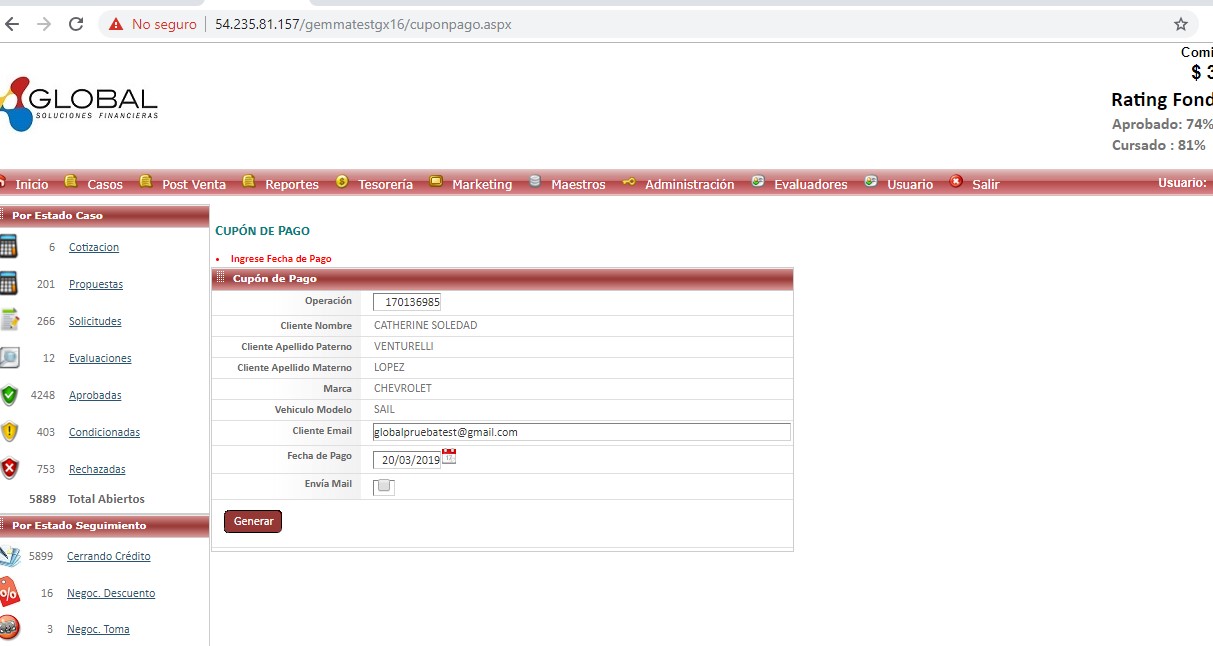 No seguro 54.235.81.157/gemmatestgx16/cuponpago.aspx
Comi
$ 3
GLOBAL
SOLUCIONES FINANCIERAS
Rating Fond
Aprobado: 74%
Cursado : 81%
Inicio Casos Post Venta Reportes Tesorería Marketing Maestros Administración Evaluadores Usuario Salir Usuario:
Por Estado Caso
6 Cotizacion
201 Propuestas
266 Solicitudes
12 Evaluaciones
4248 Aprobadas
403 Condicionadas
753 Rechazadas
5889 Total Abiertos
Por Estado Seguimiento
5899 Cerrando Crédito
16 Negoc. Descuento
3 Negoc. Toma
CUPÓN DE PAGO
• Ingrese Fecha de Pago
Cupón de Pago
Operación 170136985
Cliente Nombre CATHERINE SOLEDAD
Cliente Apellido Paterno VENTURELLI
Cliente Apellido Materno LOPEZ
Marca CHEVROLET
Vehiculo Modelo SAIL
Cliente Email globalpruebatest@gmail.com
Fecha de Pago 20/03/2019
Envía Mail
Generar